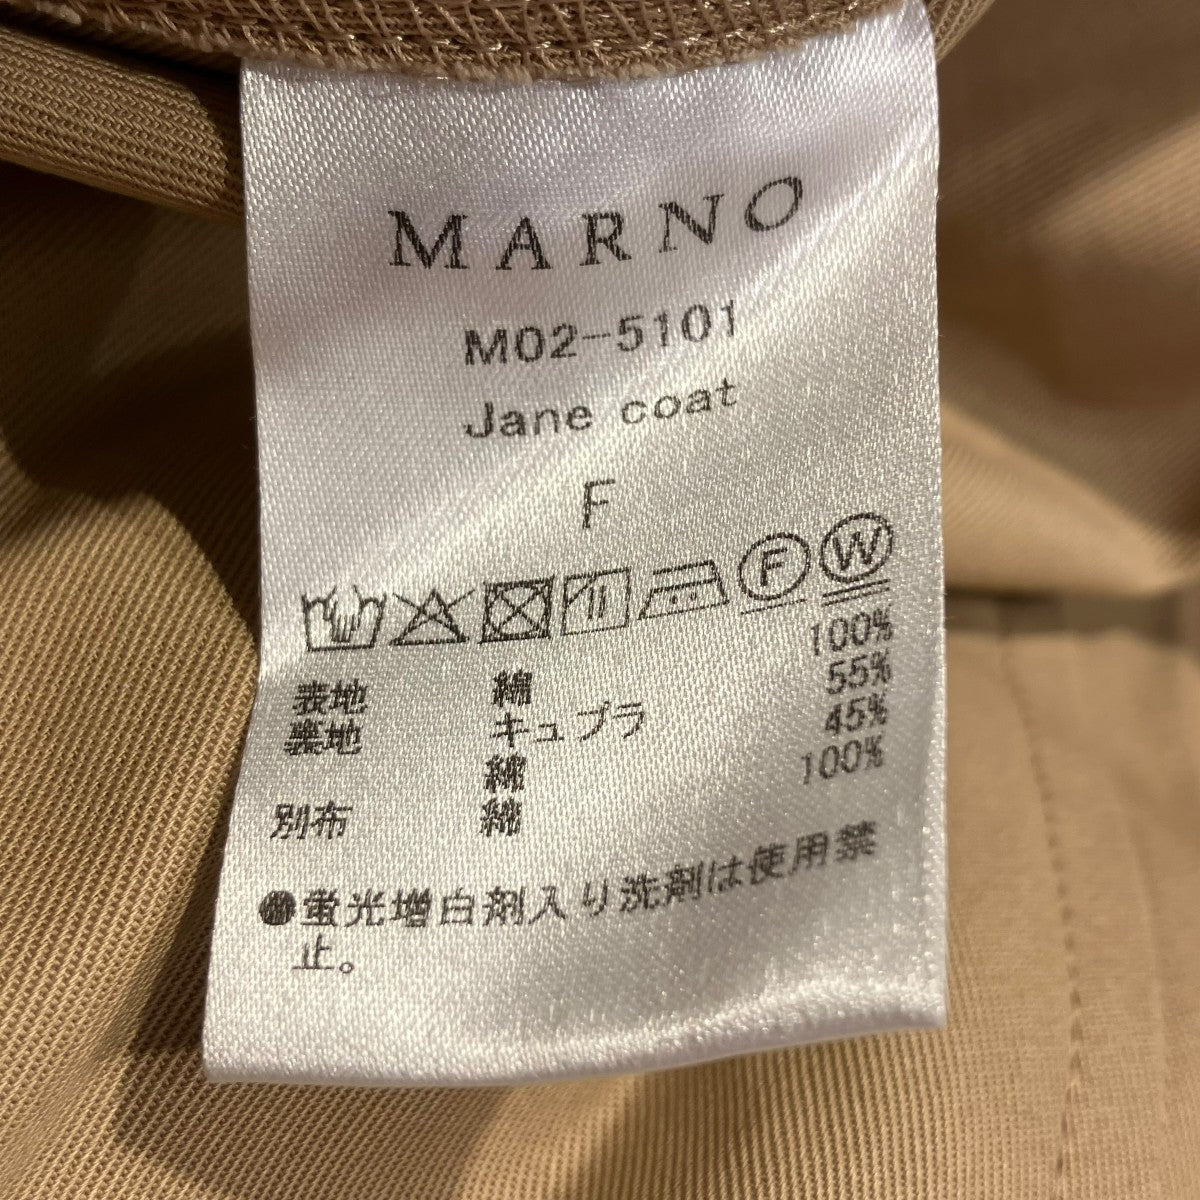 MARNO
M02-5101
Jane coat
F
F W
表地 綿 100%
裏地 キュプラ 55%
綿 45%
別布 綿 100%
●蛍光増白剤入り洗剤は使用禁
止。